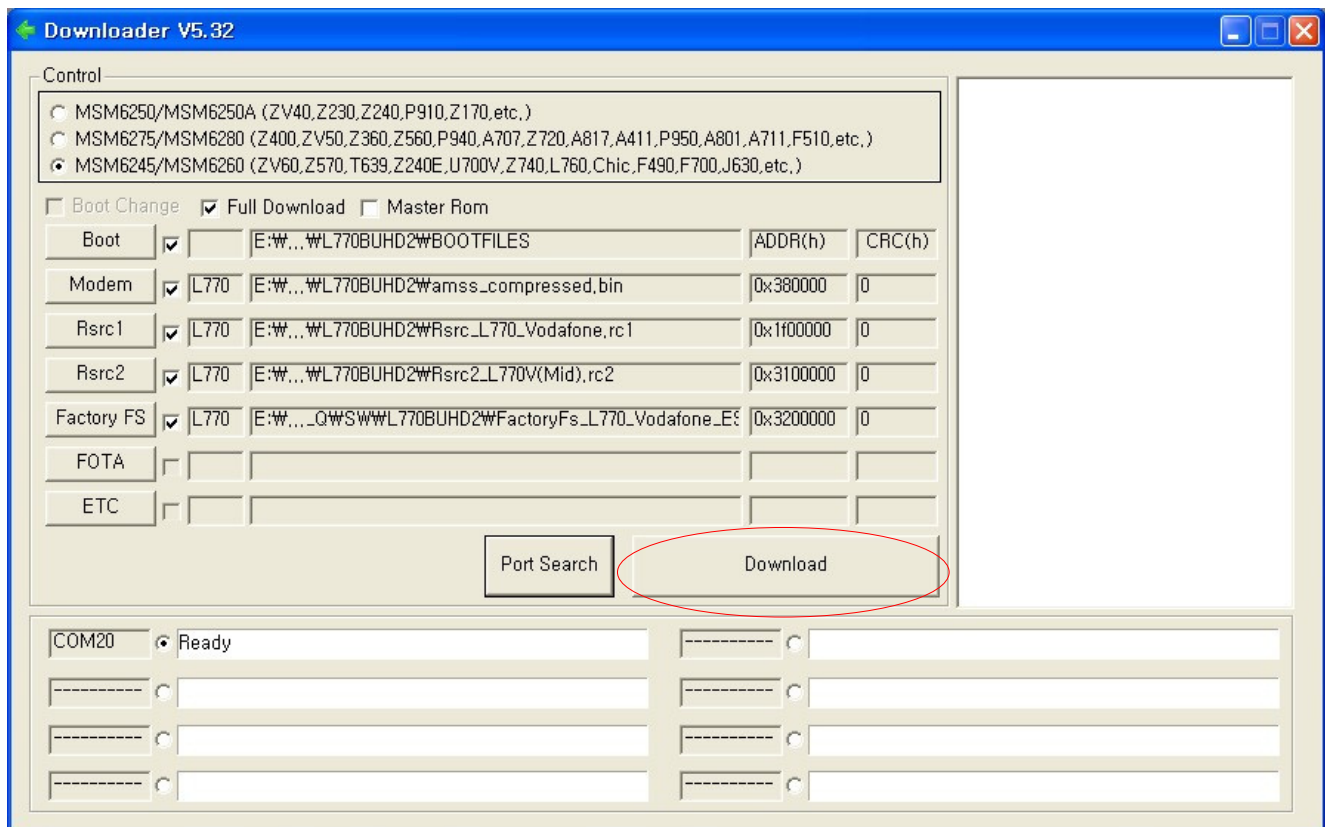 Downloader V5.32
Control
MSM6250/MSM6250A (ZV40,Z230,Z240,P910,Z170,etc.)
MSM6275/MSM6280 (Z400,ZV50,Z360,Z560,P940,A707,Z720,A817,A411,P950,A801,A711,F510,etc.)
MSM6245/MSM6260 (ZV60,Z570,T639,Z240E,U700V,Z740,L760,Chic,F490,F700,J630,etc.)
Boot Change Full Download Master Rom
Boot E:₩...₩L770BUHD2₩BOOTFILES ADDR(h) CRC(h)
Modem L770 E:₩...₩L770BUHD2₩amss_compressed.bin 0x380000 0
Rsrc1 L770 E:₩...₩L770BUHD2₩Rsrc_L770_Vodafone.rc1 0x1f00000 0
Rsrc2 L770 E:₩...₩L770BUHD2₩Rsrc2_L770V(Mid).rc2 0x3100000 0
Factory FS L770 E:₩..._Q₩SW₩L770BUHD2₩FactoryFs_L770_Vodafone_ES 0x3200000 0
FOTA
ETC
Port Search Download
COM20 Ready ----------
---------- ----------
---------- ----------
---------- ----------